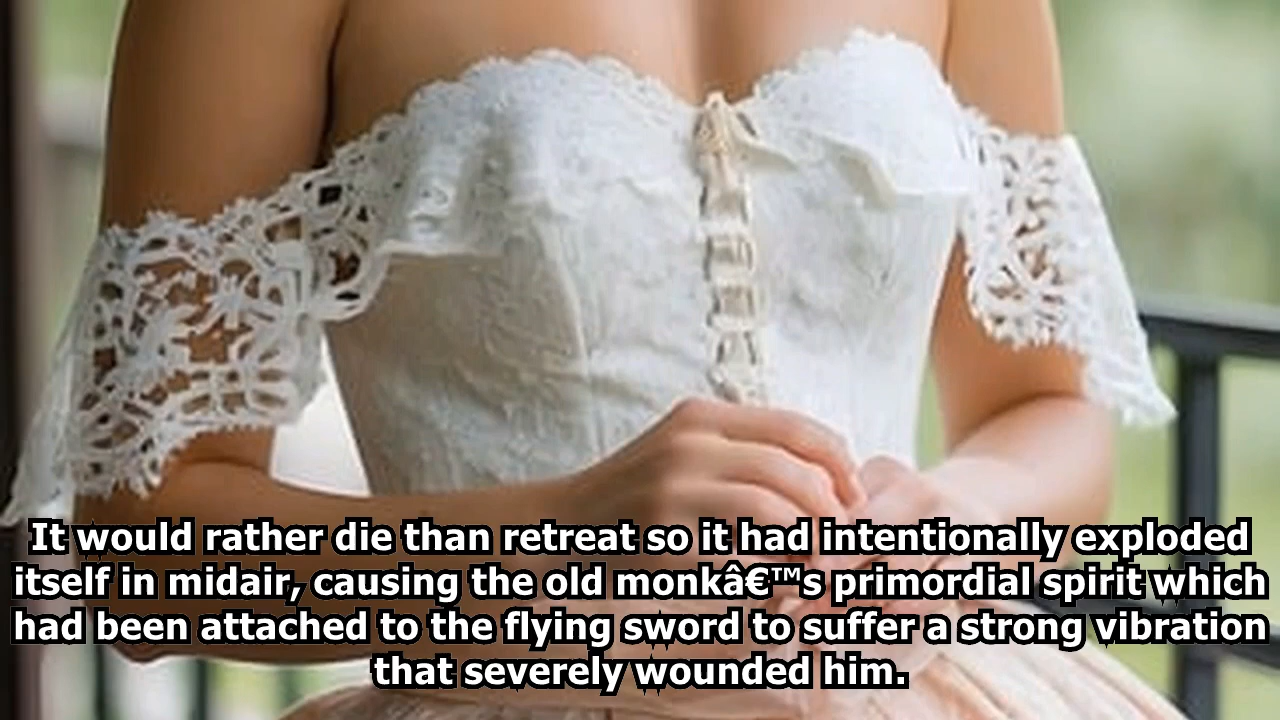 It would rather die than retreat so it had intentionally exploded
itself in midair, causing the old monkâ€™s primordial spirit which
had been attached to the flying sword to suffer a strong vibration
that severely wounded him.